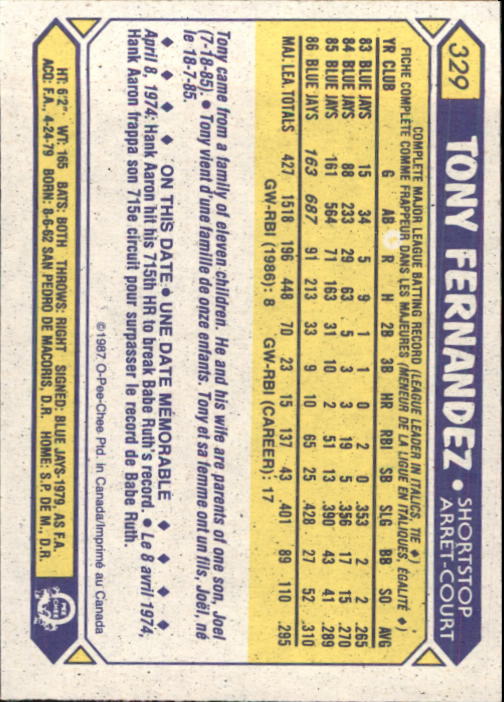 329
TONY FERNANDEZ • SHORTSTOP
ARRET-COURT
COMPLETE MAJOR LEAGUE BATTING RECORD (LEAGUE LEADER IN ITALICS, TIE ♦)
FICHE COMPLÈTE COMME FRAPPEUR DANS LES MAJEURES (MENEUR DE LA LIGUE EN ITALIQUES, ÉGALITÉ ♦)
YR CLUB G AB R H 2B 3B HR RBI SB SLG BB SO AVG
83 BLUE JAYS 15 34 5 9 1 1 0 2 0 .353 2 2 .265
84 BLUE JAYS 88 233 29 63 5 3 3 19 5 .356 17 15 .270
85 BLUE JAYS 161 564 71 163 31 10 2 51 13 .390 43 41 .289
86 BLUE JAYS 163 687 91 213 33 9 10 65 25 .428 27 52 .310
MAJ. LEA. TOTALS 427 1518 196 448 70 23 15 137 43 .401 89 110 .295
GW-RBI (1986): 8 GW-RBI (CAREER): 17
Tony came from a family of eleven children. He and his wife are parents of one son, Joel
(7-18-85). • Tony vient d'une famille de onze enfants. Tony et sa femme ont un fils, Joël, né
le 18-7-85.
♦ ♦ ♦ ♦ ON THIS DATE • UNE DATE MÉMORABLE ♦ ♦ ♦ ♦
April 8, 1974: Hank Aaron hit his 715th HR to break Babe Ruth's record. • Le 8 avril 1974,
Hank Aaron frappa son 715e circuit pour surpasser le record de Babe Ruth.
©1987 O-Pee-Chee Ptd. in Canada/Imprimé au Canada
HT: 6'2" WT: 165 BATS: BOTH THROWS: RIGHT SIGNED: BLUE JAYS-1979, AS F.A.
ACQ: F.A., 4-24-79 BORN: 8-6-62 SAN PEDRO DE MACORIS, D.R. HOME: S.P. DE M., D.R.
O
PEE
CHEE